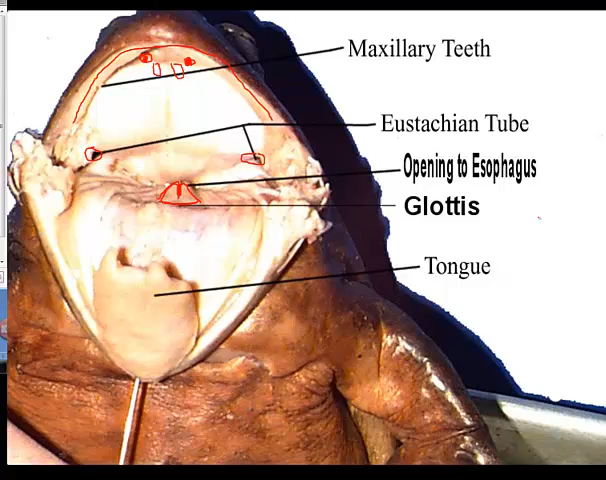 Maxillary Teeth
Eustachian Tube
Opening to Esophagus
Glottis
Tongue